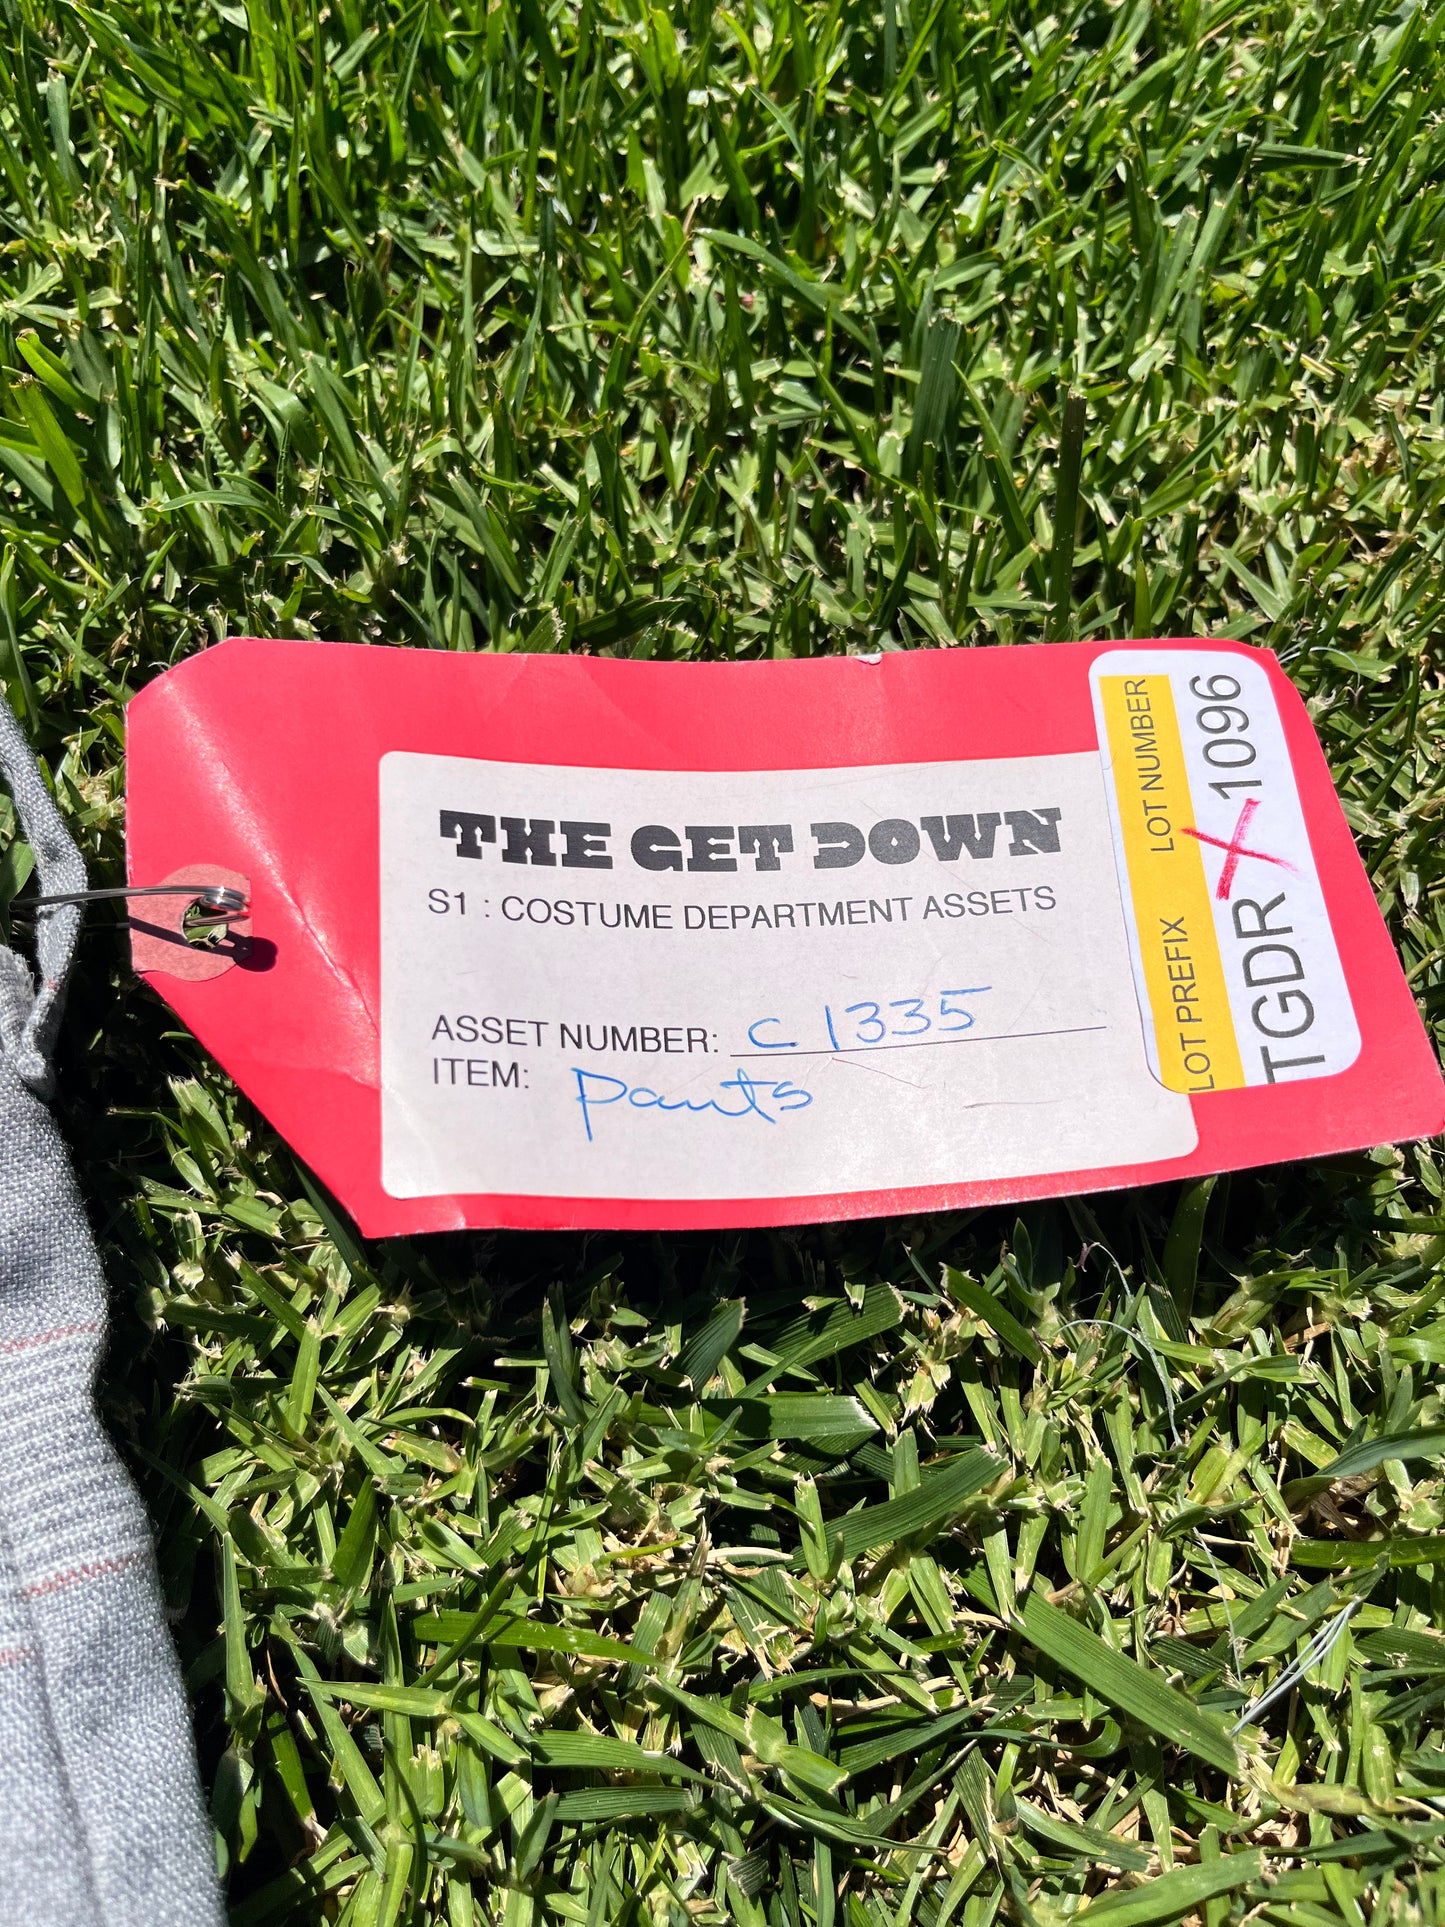 THE GET DOWN
S1 : COSTUME DEPARTMENT ASSETS
ASSET NUMBER: C 1335
ITEM: pants
LOT PREFIX LOT NUMBER
TGDR X 1096